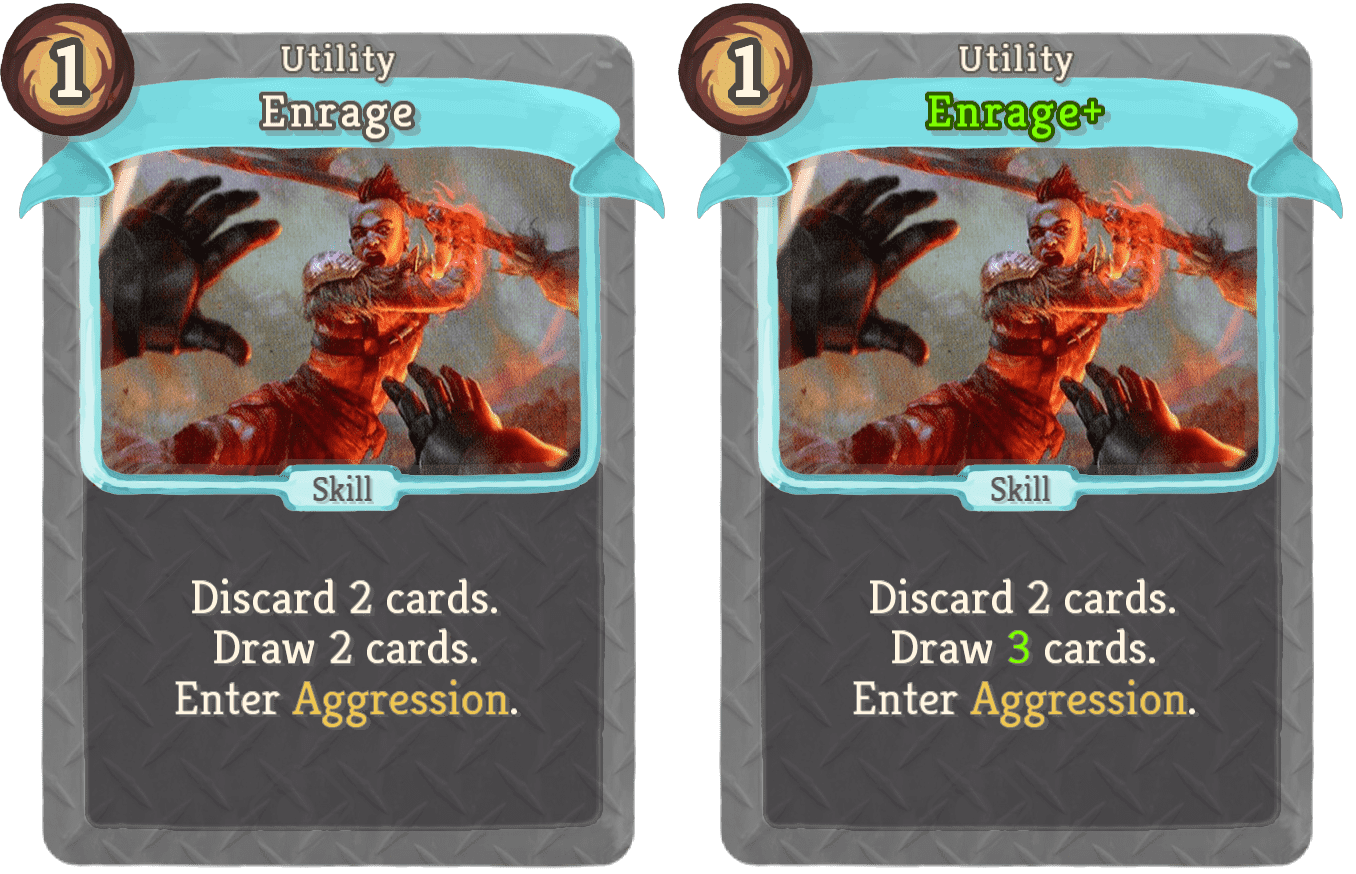 1
Utility
Enrage
Skill
Discard 2 cards.
Draw 2 cards.
Enter Aggression.
1
Utility
Enrage+
Skill
Discard 2 cards.
Draw 3 cards.
Enter Aggression.